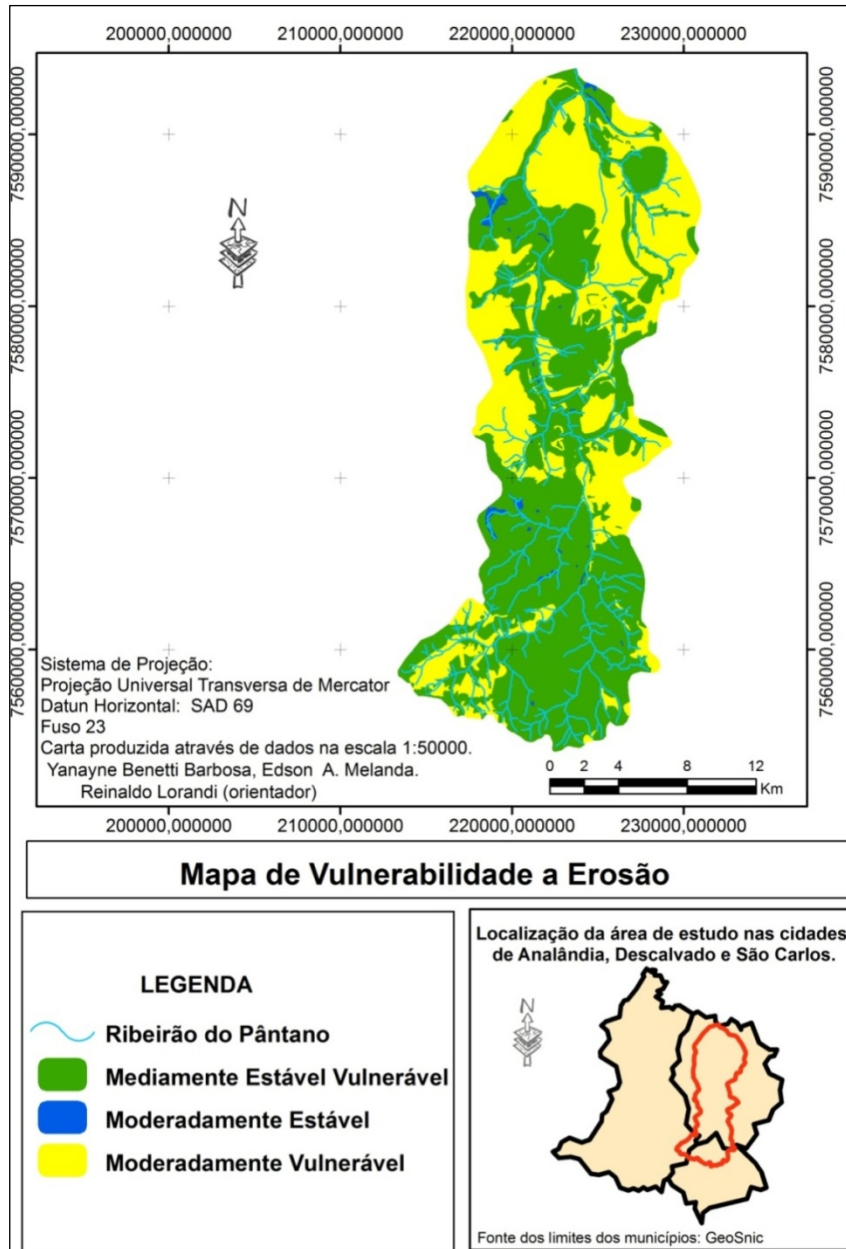 200000,000000 210000,000000 220000,000000 230000,000000
7590000,000000
7590000,000000
N
7580000,000000
7580000,000000
7570000,000000
7570000,000000
7560000,000000
7560000,000000
Sistema de Projeção:
Projeção Universal Transversa de Mercator
Datun Horizontal: SAD 69
Fuso 23
Carta produzida através de dados na escala 1:50000.
Yanayne Benetti Barbosa, Edson A. Melanda.
Reinaldo Lorandi (orientador)
0 2 4 8 12
Km
200000,000000 210000,000000 220000,000000 230000,000000
Mapa de Vulnerabilidade a Erosão
LEGENDA
Ribeirão do Pântano
Mediamente Estável Vulnerável
Moderadamente Estável
Moderadamente Vulnerável
Localização da área de estudo nas cidades
de Analândia, Descalvado e São Carlos.
N
Fonte dos limites dos municípios: GeoSnic